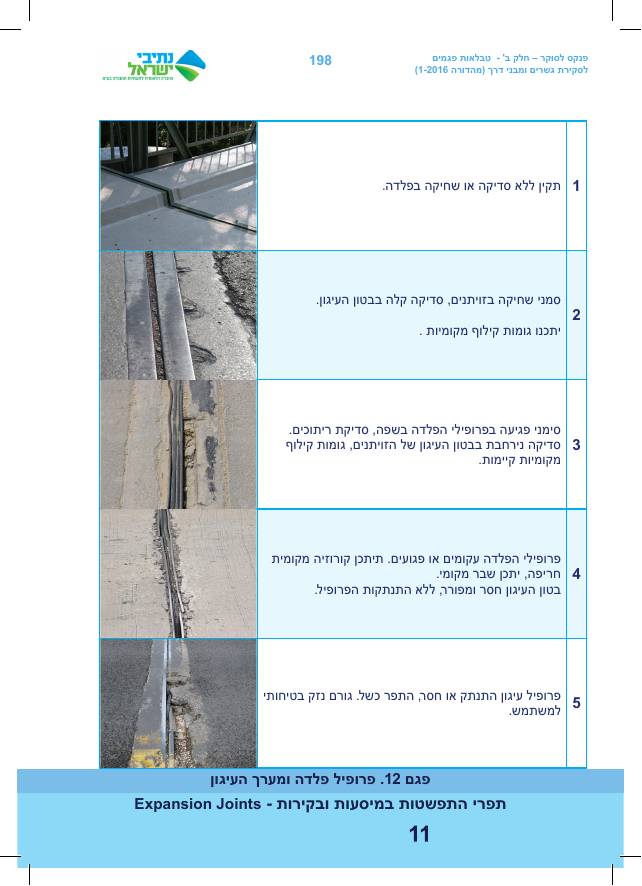 פנקס לסוקר – חלק ב' - טבלאות פגמים
לסקירת גשרים ומבני דרך (מהדורה 1-2016)
198
נתיבי
ישראל
החברה הלאומית לתשתיות תחבורה בע"מ
1
תקין ללא סדיקה או שחיקה בפלדה.
2
סמני שחיקה בזויתנים, סדיקה קלה בבטון העיגון.
יתכנו גומות קילוף מקומיות .
3
סימני פגיעה בפרופילי הפלדה בשפה, סדיקת ריתוכים.
סדיקה נירחבת בבטון העיגון של הזויתנים, גומות קילוף
מקומיות קיימות.
4
פרופילי הפלדה עקומים או פגועים. תיתכן קורוזיה מקומית
חריפה, יתכן שבר מקומי.
בטון העיגון חסר ומפורר, ללא התנתקות הפרופיל.
5
פרופיל עיגון התנתק או חסר, התפר כשל. גורם נזק בטיחותי
למשתמש.
פגם 12. פרופיל פלדה ומערך העיגון
תפרי התפשטות במיסעות ובקירות - Expansion Joints
11